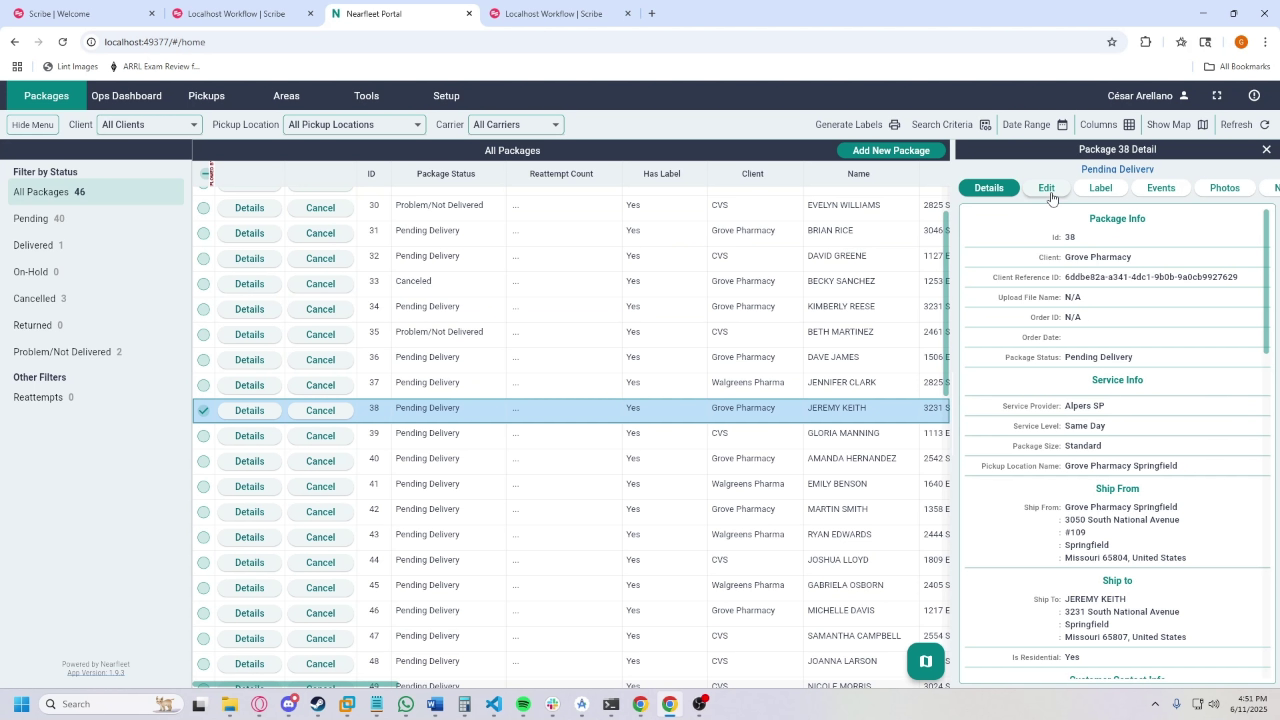 Scribe | Welcome
Localhost Workflow | Scribe
Nearfleet Portal
Localhost Workflow | Scribe
localhost:49377/#/home
Lint Images
ARRL Exam Review f...
All Bookmarks
Packages
Ops Dashboard
Pickups
Areas
Tools
Setup
César Arellano
Hide Menu
Client
All Clients
Pickup Location
All Pickup Locations
Carrier
All Carriers
Generate Labels
Search Criteria
Date Range
Columns
Show Map
Refresh
Filter by Status
All Packages 46
Pending 40
Delivered 1
On-Hold 0
Cancelled 3
Returned 0
Problem/Not Delivered 2
Other Filters
Reattempts 0
Powered by Nearfleet
App Version: 1.9.3
All Packages
Add New Package
ID Package Status Reattempt Count Has Label Client Name
Details Cancel 30 Problem/Not Delivered ... Yes CVS EVELYN WILLIAMS 2825 S
Details Cancel 31 Pending Delivery ... Yes Grove Pharmacy BRIAN RICE 3046 S
Details Cancel 32 Pending Delivery ... Yes CVS DAVID GREENE 1127
Details Cancel 33 Canceled ... Yes Grove Pharmacy BECKY SANCHEZ 1253
Details Cancel 34 Pending Delivery ... Yes Grove Pharmacy KIMBERLY REESE 3231 S
Details Cancel 35 Problem/Not Delivered ... Yes CVS BETH MARTINEZ 2461
Details Cancel 36 Pending Delivery ... Yes Grove Pharmacy DAVE JAMES 1506
Details Cancel 37 Pending Delivery ... Yes Walgreens Pharma JENNIFER CLARK 2825
Details Cancel 38 Pending Delivery ... Yes Grove Pharmacy JEREMY KEITH 3231 S
Details Cancel 39 Pending Delivery ... Yes CVS GLORIA MANNING 1113 E
Details Cancel 40 Pending Delivery ... Yes CVS AMANDA HERNANDEZ 2542 S
Details Cancel 41 Pending Delivery ... Yes Walgreens Pharma EMILY BENSON 1640 E
Details Cancel 42 Pending Delivery ... Yes Grove Pharmacy MARTIN SMITH 1358 E
Details Cancel 43 Pending Delivery ... Yes Walgreens Pharma RYAN EDWARDS 2444 S
Details Cancel 44 Pending Delivery ... Yes Grove Pharmacy JOSHUA LLOYD 1809 E
Details Cancel 45 Pending Delivery ... Yes Walgreens Pharma GABRIELA OSBORN 2405 S
Details Cancel 46 Pending Delivery ... Yes Grove Pharmacy MICHELLE DAVIS 1217 E
Details Cancel 47 Pending Delivery ... Yes CVS SAMANTHA CAMPBELL 2554 S
Details Cancel 48 Pending Delivery ... Yes CVS JOANNA LARSON
49 Pending Delivery ... Yes CVS NICOLE MORRIS 3024 S
Package 38 Detail
Pending Delivery
Details
Edit
Label
Events
Photos
N
Package Info
Id: 38
Client: Grove Pharmacy
Client Reference ID: 6ddbe82a-a341-4dc1-9b0b-9a0cb9927629
Upload File Name: N/A
Order ID: N/A
Order Date:
Package Status: Pending Delivery
Service Info
Service Provider: Alpers SP
Service Level: Same Day
Package Size: Standard
Pickup Location Name: Grove Pharmacy Springfield
Ship From
Ship From: Grove Pharmacy Springfield
: 3050 South National Avenue
: #109
: Springfield
: Missouri 65804, United States
Ship to
Ship To: JEREMY KEITH
: 3231 South National Avenue
: Springfield
: Missouri 65807, United States
Is Residential: Yes
Customer Contact Info
Search
4:51 PM
6/11/2025